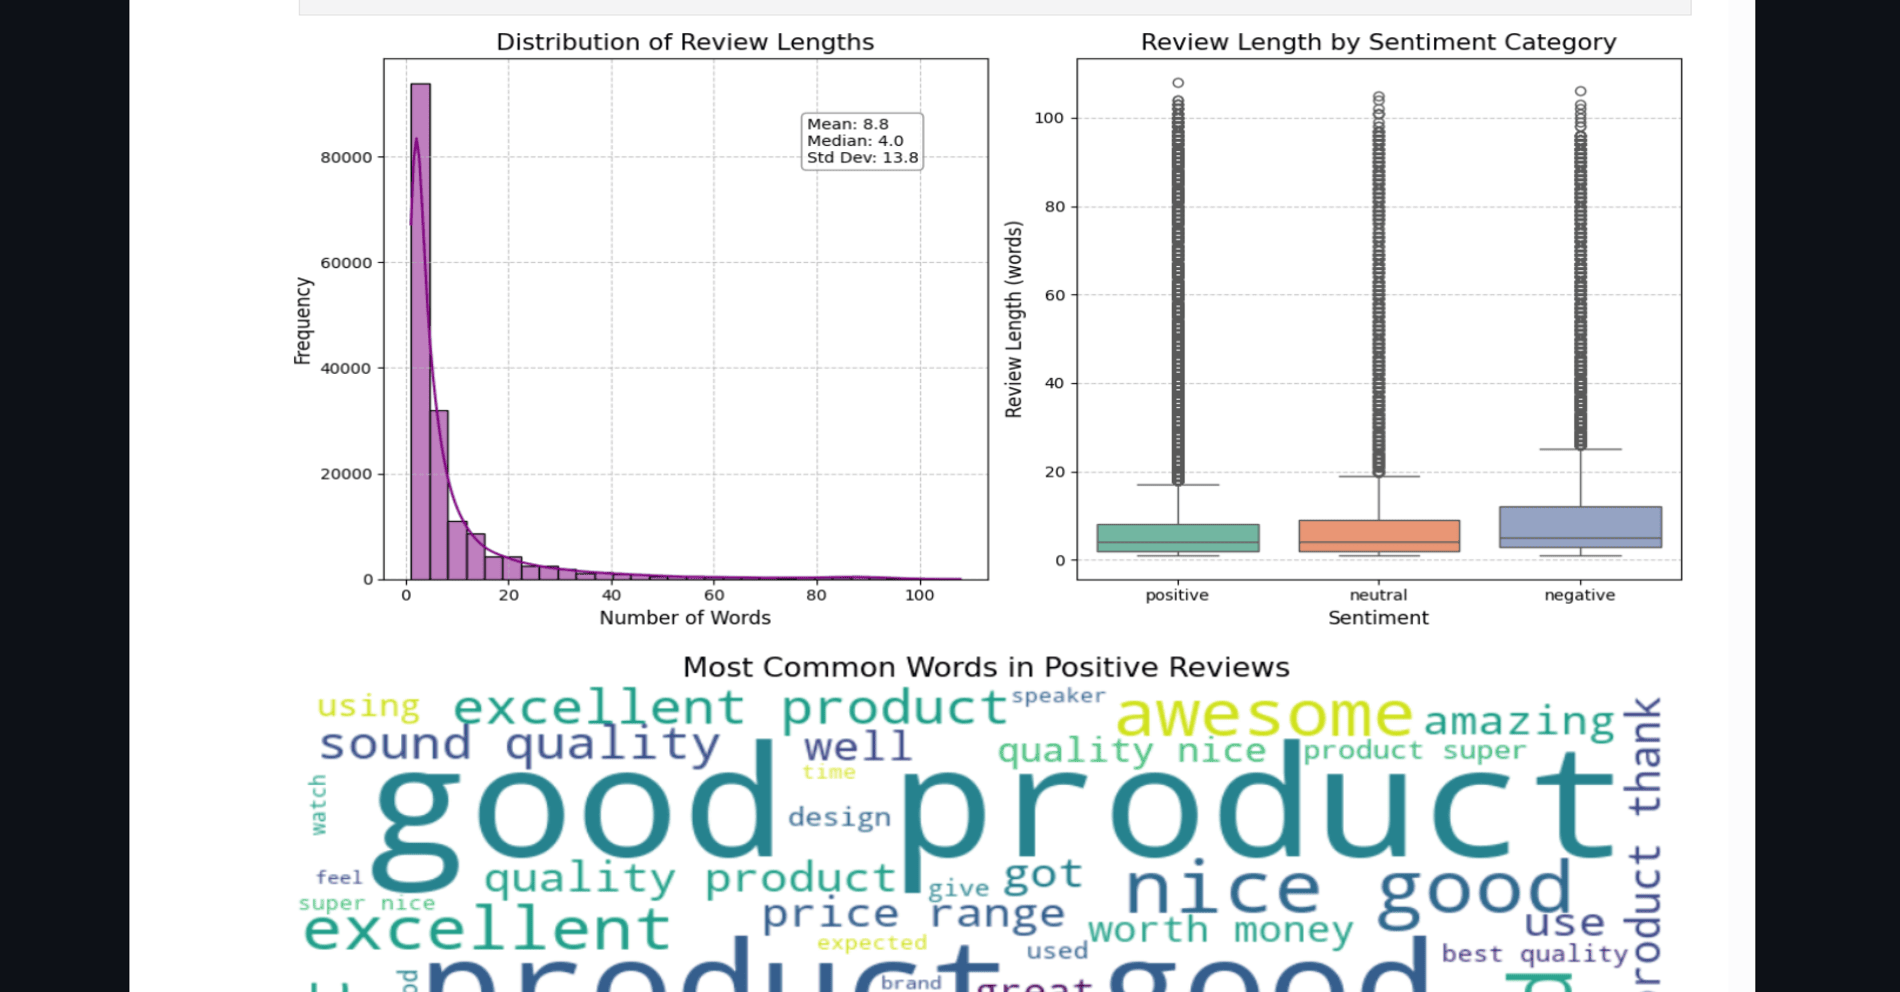 Distribution of Review Lengths
Mean: 8.8
Median: 4.0
Std Dev: 13.8
Frequency
80000
60000
40000
20000
0
0 20 40 60 80 100
Number of Words
Review Length by Sentiment Category
Review Length (words)
100
80
60
40
20
0
positive neutral negative
Sentiment
Most Common Words in Positive Reviews
using excellent product speaker awesome amazing
sound quality well quality nice product super
time
watch
good product
design
product thank
feel quality product give got nice good
super nice
excellent price range worth money use
expected used best quality
product good
brand great